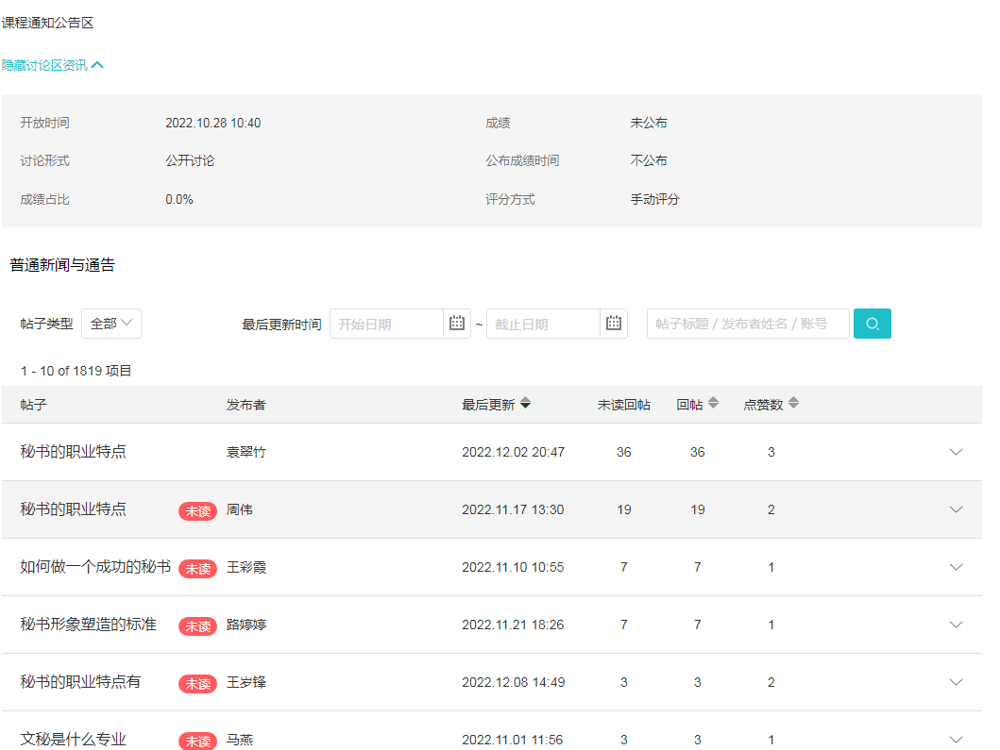 课程通知公告区
隐藏讨论区资讯
开放时间 2022.10.28 10:40 成绩 未公布
讨论形式 公开讨论 公布成绩时间 不公布
成绩占比 0.0% 评分方式 手动评分
普通新闻与通告
帖子类型 全部 最后更新时间 开始日期 ~ 截止日期 帖子标题 / 发布者姓名 / 账号
1 - 10 of 1819 项目
帖子 发布者 最后更新 未读回帖 回帖 点赞数
秘书的职业特点 袁翠竹 2022.12.02 20:47 36 36 3
秘书的职业特点 未读 周伟 2022.11.17 13:30 19 19 2
如何做一个成功的秘书 未读 王彩霞 2022.11.10 10:55 7 7 1
秘书形象塑造的标准 未读 路婷婷 2022.11.21 18:26 7 7 1
秘书的职业特点有 未读 王岁锋 2022.12.08 14:49 3 3 2
文秘是什么专业 未读 马燕 2022.11.01 11:56 3 3 1